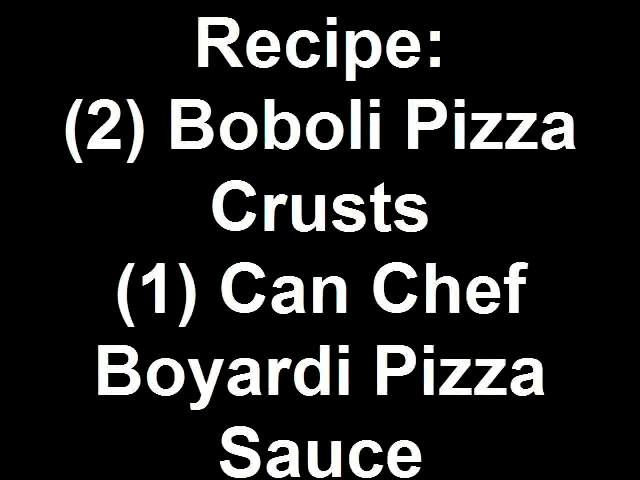 Recipe:
(2) Boboli Pizza
Crusts
(1) Can Chef
Boyardi Pizza
Sauce